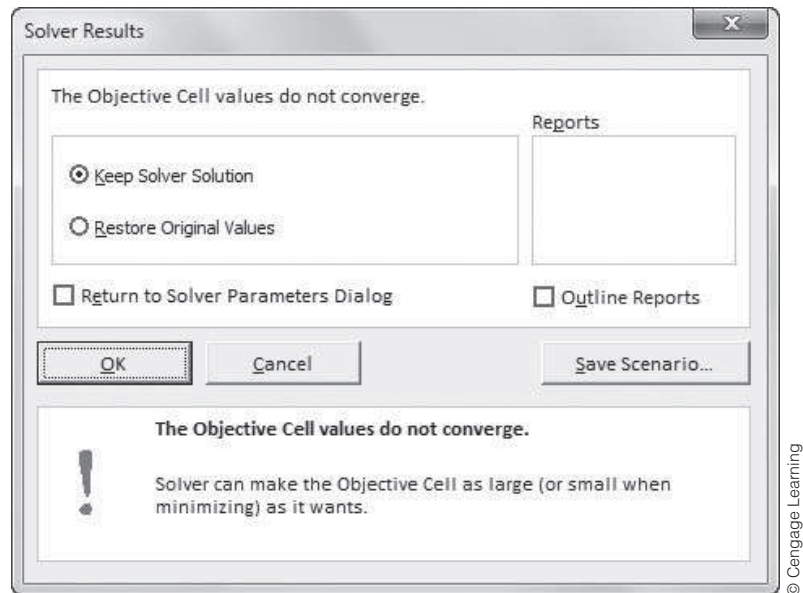 Solver Results
The Objective Cell values do not converge.
Reports
Keep Solver Solution
Restore Original Values
Return to Solver Parameters Dialog
Outline Reports
OK
Cancel
Save Scenario...
The Objective Cell values do not converge.
Solver can make the Objective Cell as large (or small when
minimizing) as it wants.
© Cengage Learning